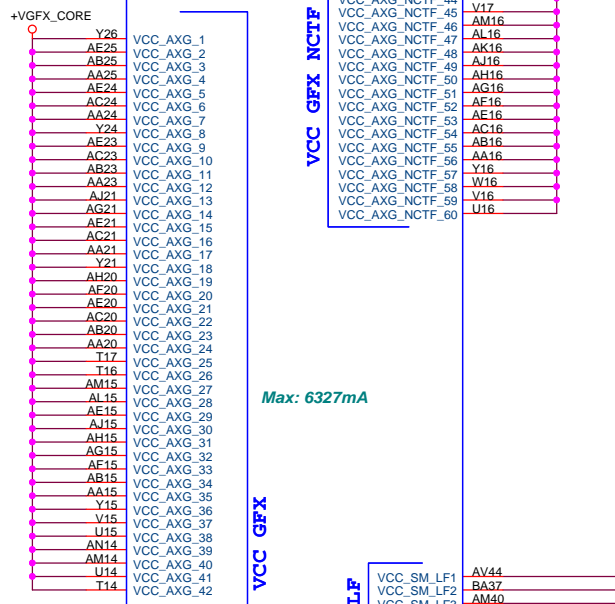 +VGFX_CORE
Y26 VCC_AXG_1
AE25 VCC_AXG_2
AB25 VCC_AXG_3
AA25 VCC_AXG_4
AE24 VCC_AXG_5
AC24 VCC_AXG_6
AA24 VCC_AXG_7
Y24 VCC_AXG_8
AE23 VCC_AXG_9
AC23 VCC_AXG_10
AB23 VCC_AXG_11
AA23 VCC_AXG_12
AJ21 VCC_AXG_13
AG21 VCC_AXG_14
AE21 VCC_AXG_15
AC21 VCC_AXG_16
AA21 VCC_AXG_17
Y21 VCC_AXG_18
AH20 VCC_AXG_19
AF20 VCC_AXG_20
AE20 VCC_AXG_21
AC20 VCC_AXG_22
AB20 VCC_AXG_23
AA20 VCC_AXG_24
T17 VCC_AXG_25
T16 VCC_AXG_26
AM15 VCC_AXG_27
AL15 VCC_AXG_28
AE15 VCC_AXG_29
AJ15 VCC_AXG_30
AH15 VCC_AXG_31
AG15 VCC_AXG_32
AF15 VCC_AXG_33
AB15 VCC_AXG_34
AA15 VCC_AXG_35
Y15 VCC_AXG_36
V15 VCC_AXG_37
U15 VCC_AXG_38
AN14 VCC_AXG_39
AM14 VCC_AXG_40
U14 VCC_AXG_41
T14 VCC_AXG_42
VCC GFX
Max: 6327mA
VCC GFX NCTF
VCC_AXG_NCTF_44
VCC_AXG_NCTF_45 V17
VCC_AXG_NCTF_46 AM16
VCC_AXG_NCTF_47 AL16
VCC_AXG_NCTF_48 AK16
VCC_AXG_NCTF_49 AJ16
VCC_AXG_NCTF_50 AH16
VCC_AXG_NCTF_51 AG16
VCC_AXG_NCTF_52 AF16
VCC_AXG_NCTF_53 AE16
VCC_AXG_NCTF_54 AC16
VCC_AXG_NCTF_55 AB16
VCC_AXG_NCTF_56 AA16
VCC_AXG_NCTF_57 Y16
VCC_AXG_NCTF_58 W16
VCC_AXG_NCTF_59 V16
VCC_AXG_NCTF_60 U16
LF
VCC_SM_LF1 AV44
VCC_SM_LF2 BA37
VCC_SM_LF3 AM40